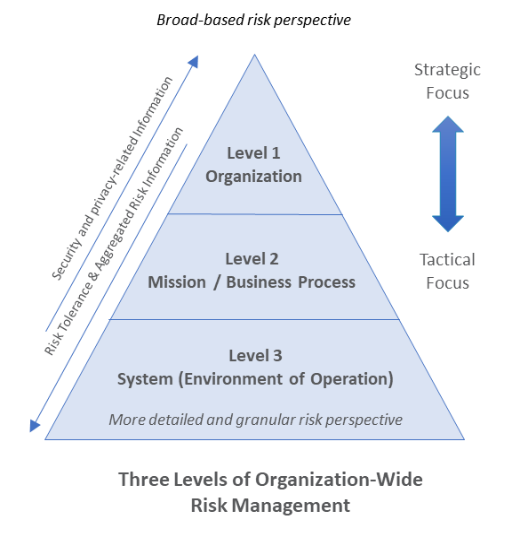 Broad-based risk perspective
Strategic
Focus
Security and privacy-related Information
Risk Tolerance & Aggregated Risk Information
Level 1
Organization
Level 2
Mission / Business Process
Tactical
Focus
Level 3
System (Environment of Operation)
More detailed and granular risk perspective
Three Levels of Organization-Wide
Risk Management